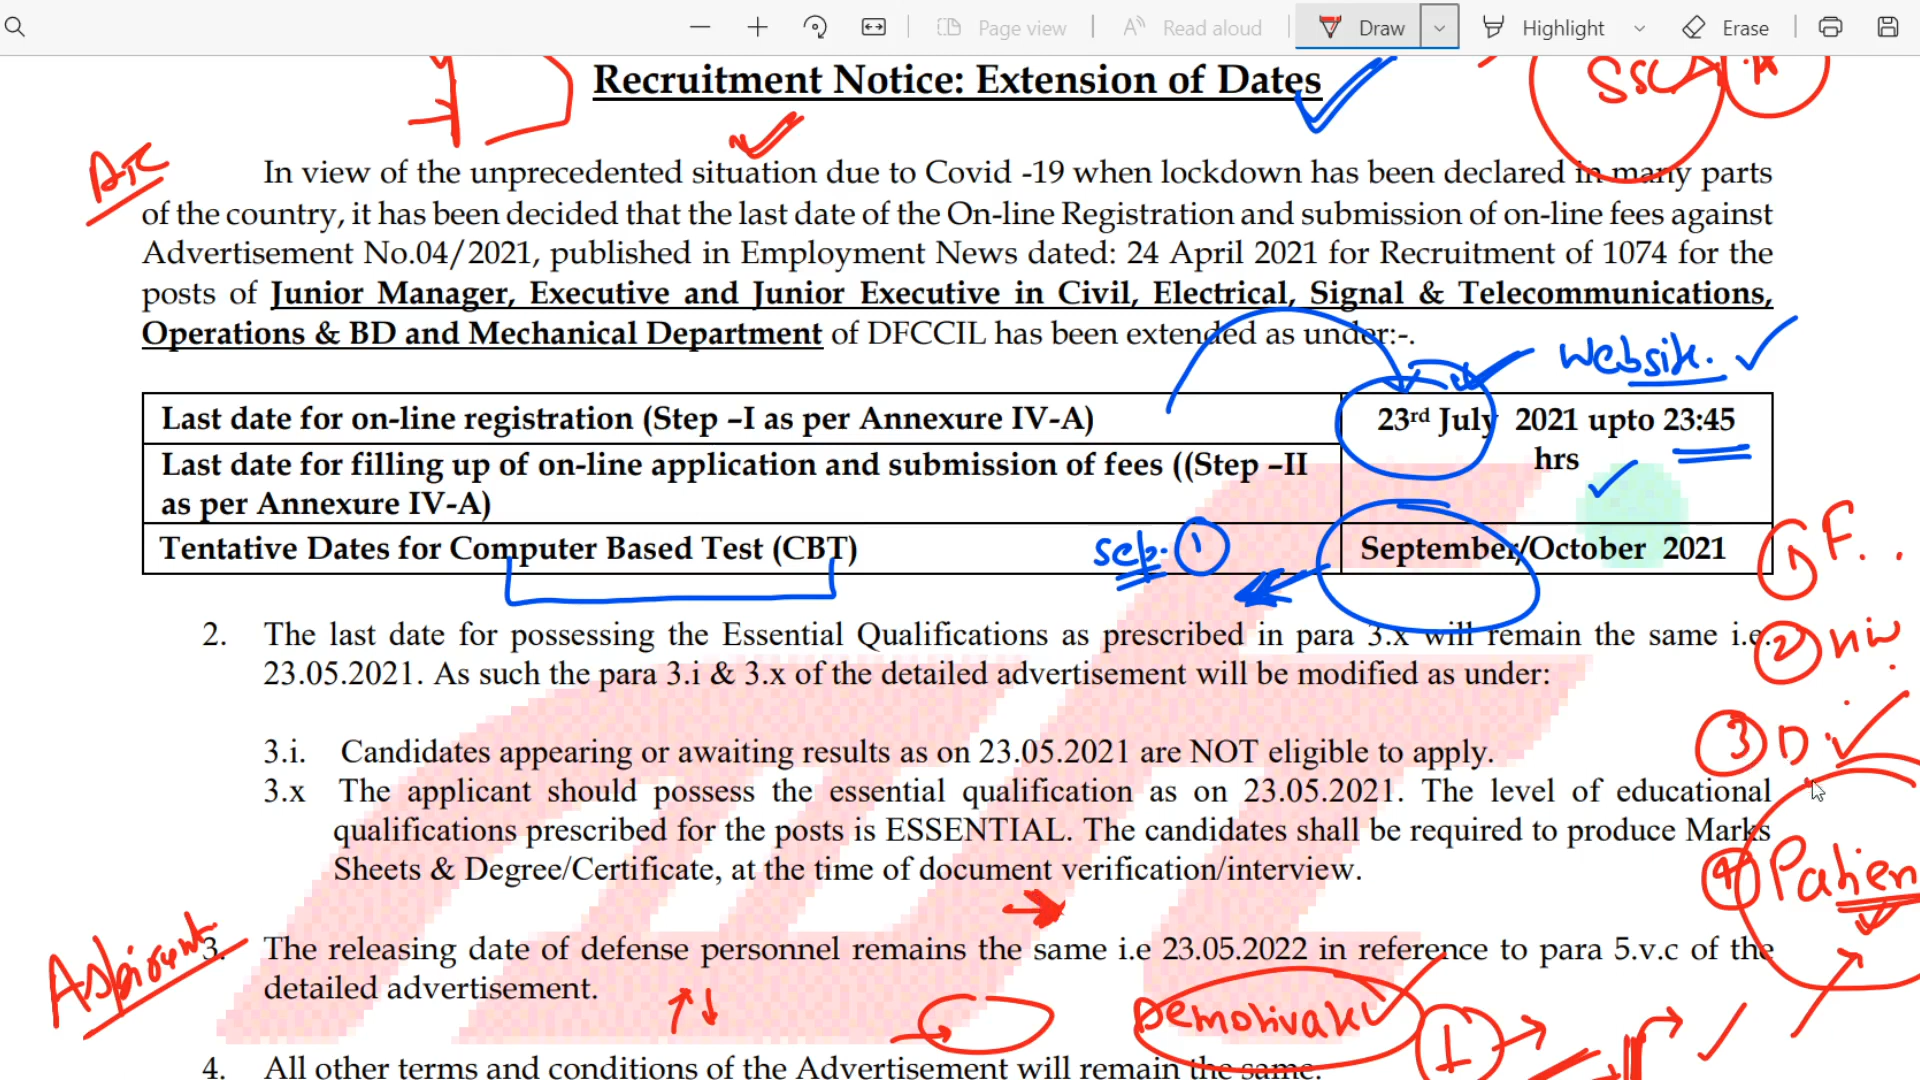 Page view
Read aloud
Draw
Highlight
Erase
Recruitment Notice: Extension of Dates
SSC
In view of the unprecedented situation due to Covid -19 when lockdown has been declared in many parts
of the country, it has been decided that the last date of the On-line Registration and submission of on-line fees against
Advertisement No.04/2021, published in Employment News dated: 24 April 2021 for Recruitment of 1074 for the
posts of Junior Manager, Executive and Junior Executive in Civil, Electrical, Signal & Telecommunications,
Operations & BD and Mechanical Department of DFCCIL has been extended as under:-.
Website.
Last date for on-line registration (Step –I as per Annexure IV-A)
23rd July 2021 upto 23:45
hrs
Last date for filling up of on-line application and submission of fees ((Step –II
as per Annexure IV-A)
Tentative Dates for Computer Based Test (CBT)
Sep. 1
September/October 2021
1 F. .
2. The last date for possessing the Essential Qualifications as prescribed in para 3.x will remain the same i.e.
23.05.2021. As such the para 3.i & 3.x of the detailed advertisement will be modified as under:
2
3 D
3.i. Candidates appearing or awaiting results as on 23.05.2021 are NOT eligible to apply.
3.x The applicant should possess the essential qualification as on 23.05.2021. The level of educational
qualifications prescribed for the posts is ESSENTIAL. The candidates shall be required to produce Marks
Sheets & Degree/Certificate, at the time of document verification/interview.
4 Patien
Aspirant
3. The releasing date of defense personnel remains the same i.e 23.05.2022 in reference to para 5.v.c of the
detailed advertisement.
4. All other terms and conditions of the Advertisement will remain the same.